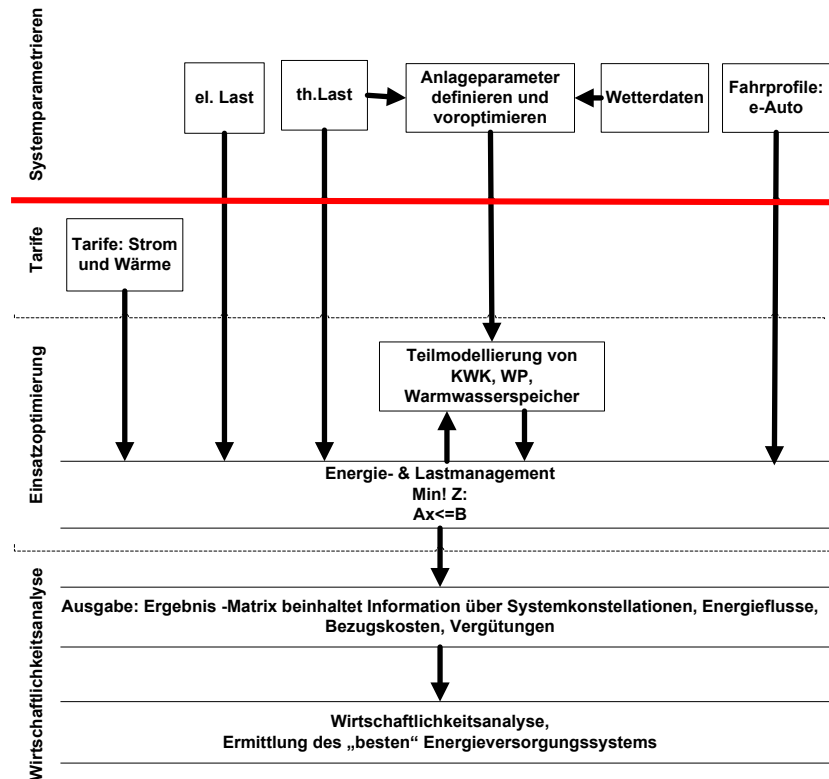 Systemparametrieren
el. Last
th.Last
Anlageparameter
definieren und
voroptimieren
Wetterdaten
Fahrprofile:
e-Auto
Tarife
Tarife: Strom
und Wärme
Einsatzoptimierung
Teilmodellierung von
KWK, WP,
Warmwasserspeicher
Energie- & Lastmanagement
Min! Z:
Ax<=B
Wirtschaftlichkeitsanalyse
Ausgabe: Ergebnis -Matrix beinhaltet Information über Systemkonstellationen, Energieflusse,
Bezugskosten, Vergütungen
Wirtschaftlichkeitsanalyse,
Ermittlung des „besten“ Energieversorgungssystems